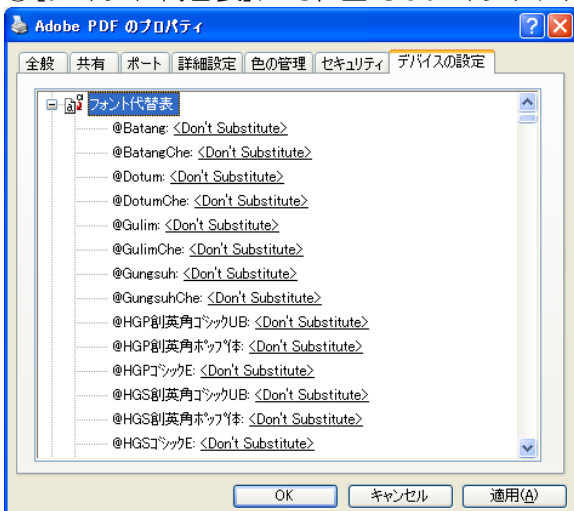 Adobe PDF のプロパティ
全般 共有 ポート 詳細設定 色の管理 セキュリティ デバイスの設定
フォント代替表
@Batang: <Don't Substitute>
@BatangChe: <Don't Substitute>
@Dotum: <Don't Substitute>
@DotumChe: <Don't Substitute>
@Gulim: <Don't Substitute>
@GulimChe: <Don't Substitute>
@Gungsuh: <Don't Substitute>
@GungsuhChe: <Don't Substitute>
@HGP創英角ゴシックUB: <Don't Substitute>
@HGP創英角ポップ体: <Don't Substitute>
@HGPゴシックE: <Don't Substitute>
@HGS創英角ゴシックUB: <Don't Substitute>
@HGS創英角ポップ体: <Don't Substitute>
@HGSゴシックE: <Don't Substitute>
OK キャンセル 適用(A)